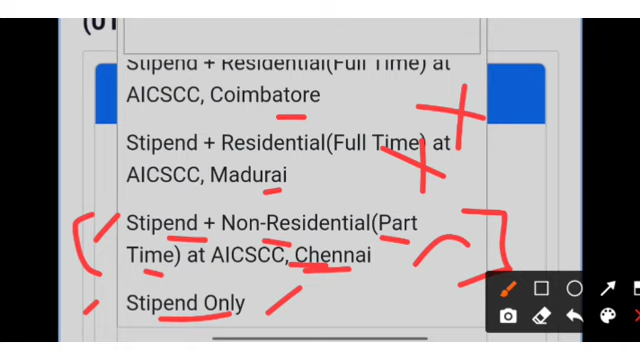 (01
Stipend + Residential(Full Time) at
AICSCC, Coimbatore
Stipend + Residential(Full Time) at
AICSCC, Madurai
Stipend + Non-Residential(Part
Time) at AICSCC, Chennai
Stipend Only